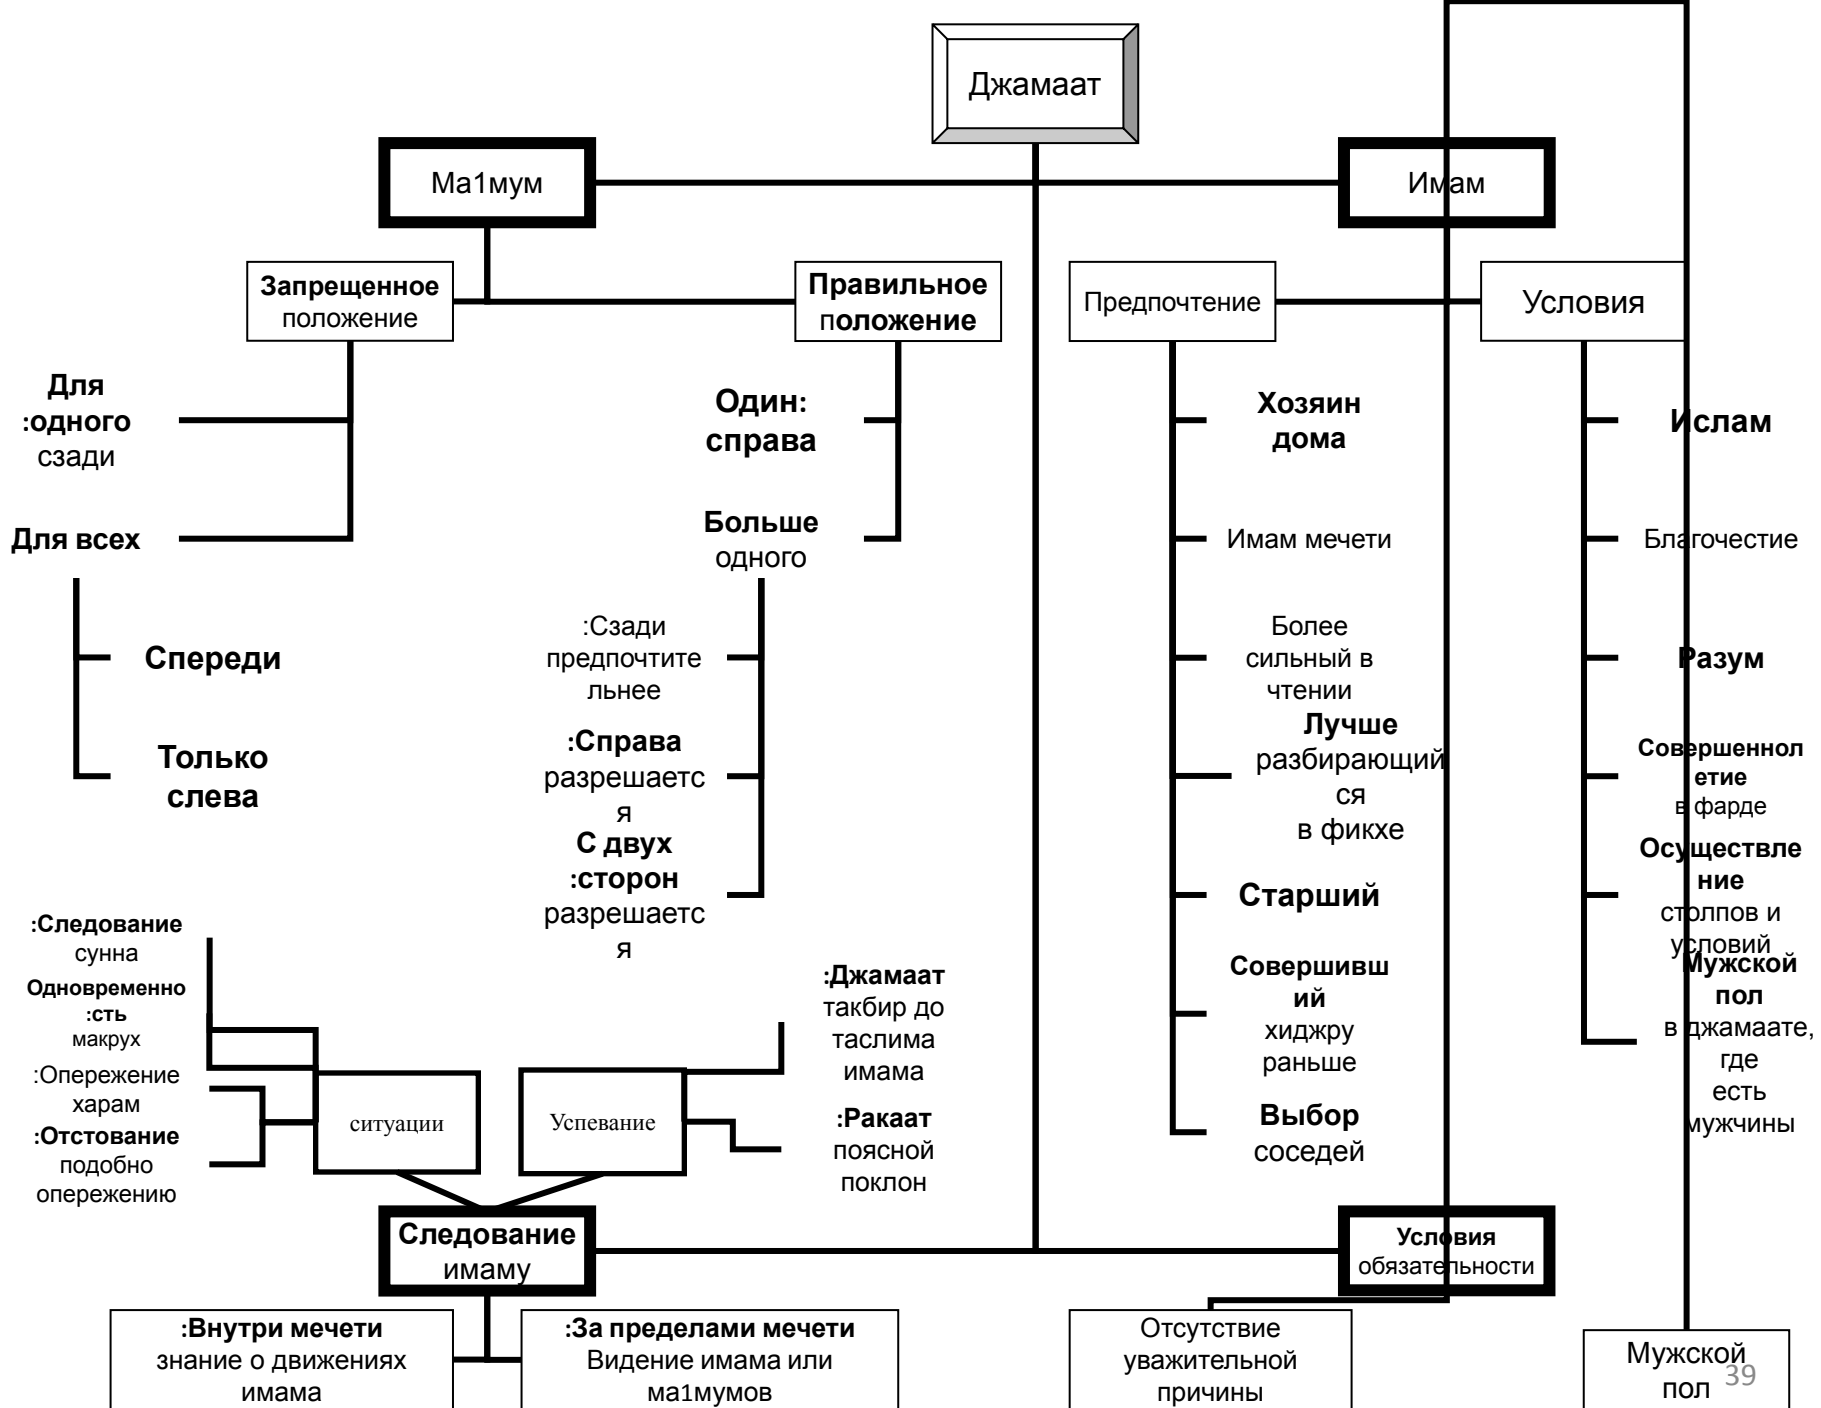 Джамаат
Ма1мум
Имам
Запрещенное
положение
Правильное
положение
Предпочтение
Условия
Для
:одного
сзади
Для всех
Спереди
Только
слева
Один:
справа
Больше
одного
:Сзади
предпочтите
льнее
:Справа
разрешаетс
я
С двух
:сторон
разрешаетс
я
Хозяин
дома
Имам мечети
Более
сильный в
чтении
Лучше
разбирающий
ся
в фикхе
Старший
Совершивш
ий
хиджру
раньше
Выбор
соседей
Ислам
Благочестие
Разум
Совершеннол
етие
в фарде
Осуществле
ние
столпов и
условий
Мужской
пол
в джамаате,
где
есть
мужчины
:Следование
сунна
Одновременно
:сть
макрух
:Опережение
харам
:Отстование
подобно
опережению
ситуации
Успевание
:Джамаат
такбир до
таслима
имама
:Ракаат
поясной
поклон
Следование
имаму
Условия
обязательности
:Внутри мечети
знание о движениях
имама
:За пределами мечети
Видение имама или
ма1мумов
Отсутствие
уважительной
причины
Мужской
пол
39